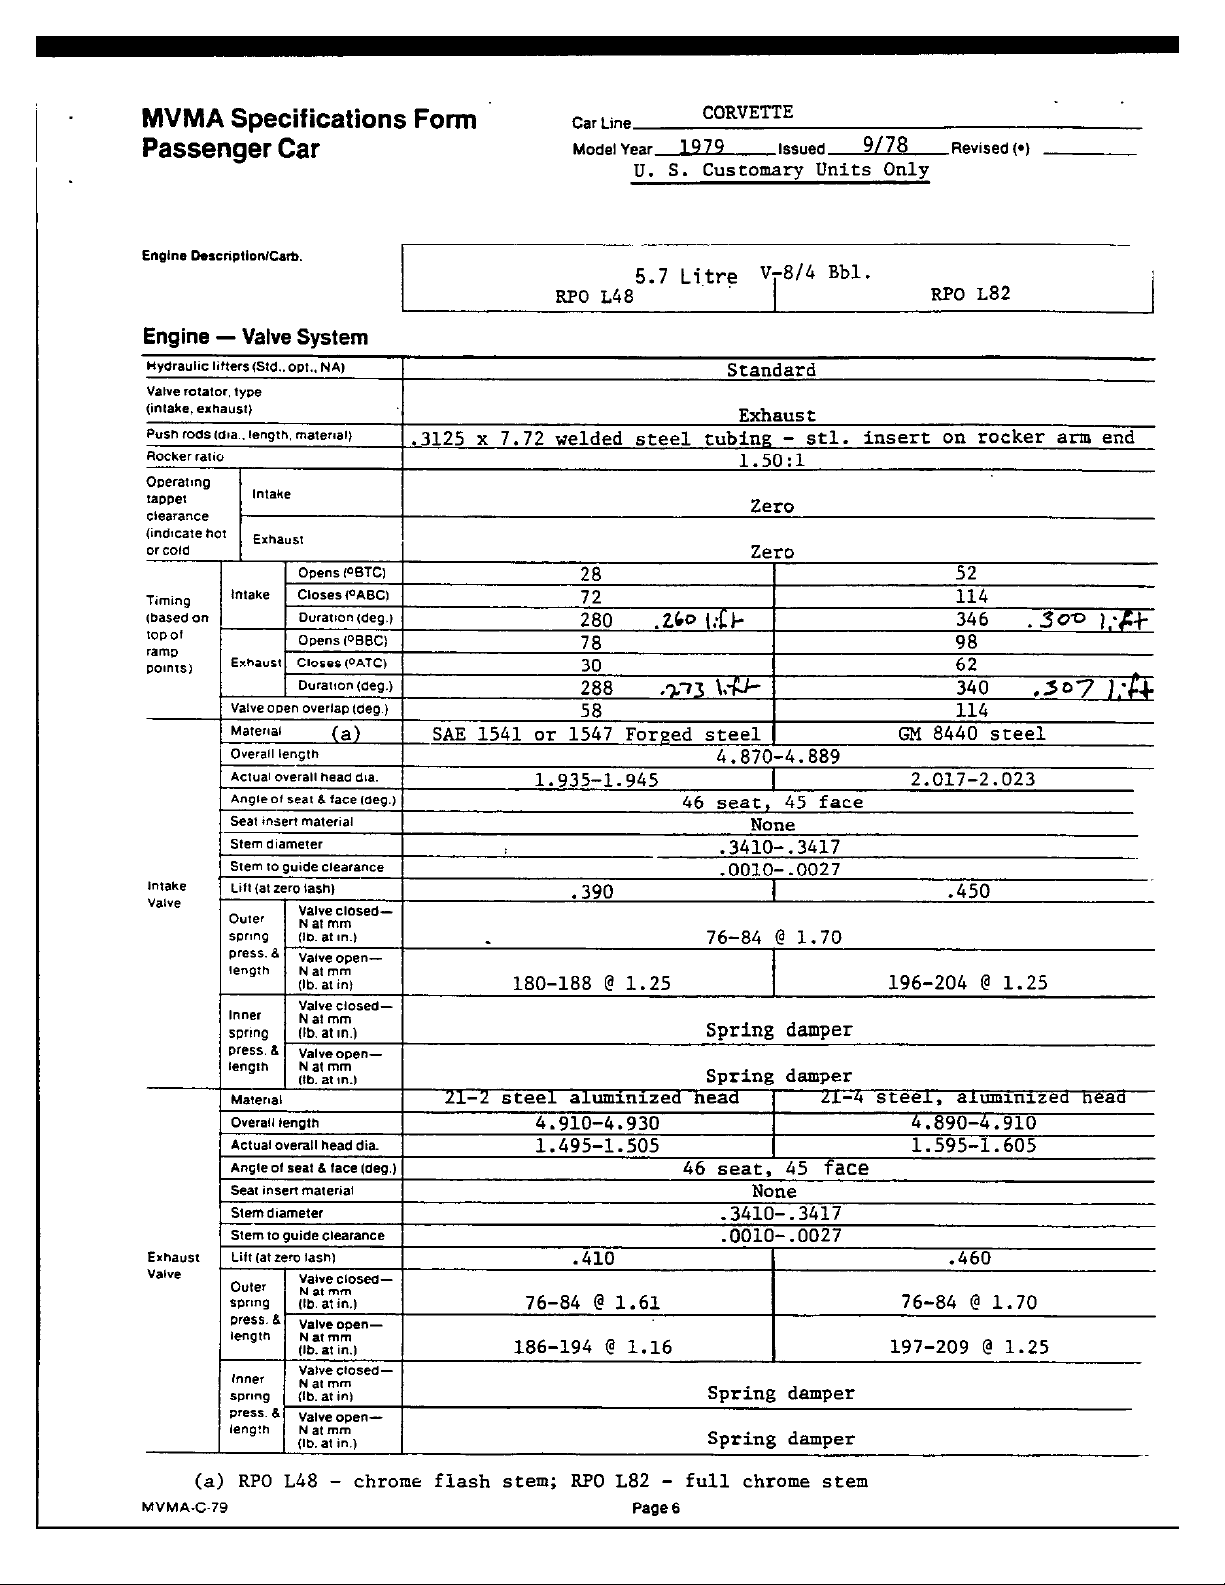 MVMA Specifications Form
Passenger Car
Car Line CORVETTE
Model Year 1979 Issued 9/78 Revised (•)
U. S. Customary Units Only
Engine Description/Carb.
5.7 Litre V-8/4 Bbl.
RPO L48 RPO L82
Engine — Valve System
Hydraulic lifters (Std., opt., NA) Standard
Valve rotator, type
(intake, exhaust) Exhaust
Push rods (dia., length, material) .3125 x 7.72 welded steel tubing - stl. insert on rocker arm end
Rocker ratio 1.50:1
Operating
tappet
clearance
(indicate hot
or cold
Intake Zero
Exhaust Zero
Timing
(based on
top of
ramp
points)
Intake
Opens (°BTC) 28 52
Closes (°ABC) 72 114
Duration (deg.) 280 .260 lift 346 .300 lift
Exhaust
Opens (°BBC) 78 98
Closes (°ATC) 30 62
Duration (deg.) 288 .273 lift 340 .307 lift
Valve open overlap (deg.) 58 114
Intake
Valve
Material (a) SAE 1541 or 1547 Forged steel GM 8440 steel
Overall length 4.870-4.889
Actual overall head dia. 1.935-1.945 2.017-2.023
Angle of seat & face (deg.) 46 seat, 45 face
Seat insert material None
Stem diameter .3410-.3417
Stem to guide clearance .0010-.0027
Lift (at zero lash) .390 .450
Outer
spring
press. &
length
Valve closed—
N at mm
(lb. at in.) 76-84 @ 1.70
Valve open—
N at mm
(lb. at in) 180-188 @ 1.25 196-204 @ 1.25
Inner
spring
press. &
length
Valve closed—
N at mm
(lb. at in.) Spring damper
Valve open—
N at mm
(lb. at in.) Spring damper
Exhaust
Valve
Material 21-2 steel aluminized head 21-4 steel, aluminized head
Overall length 4.910-4.930 4.890-4.910
Actual overall head dia. 1.495-1.505 1.595-1.605
Angle of seat & face (deg.) 46 seat, 45 face
Seat insert material None
Stem diameter .3410-.3417
Stem to guide clearance .0010-.0027
Lift (at zero lash) .410 .460
Outer
spring
press. &
length
Valve closed—
N at mm
(lb. at in.) 76-84 @ 1.61 76-84 @ 1.70
Valve open—
N at mm
(lb. at in.) 186-194 @ 1.16 197-209 @ 1.25
Inner
spring
press. &
length
Valve closed—
N at mm
(lb. at in) Spring damper
Valve open—
N at mm
(lb. at in.) Spring damper
(a) RPO L48 - chrome flash stem; RPO L82 - full chrome stem
MVMA-C-79 Page 6